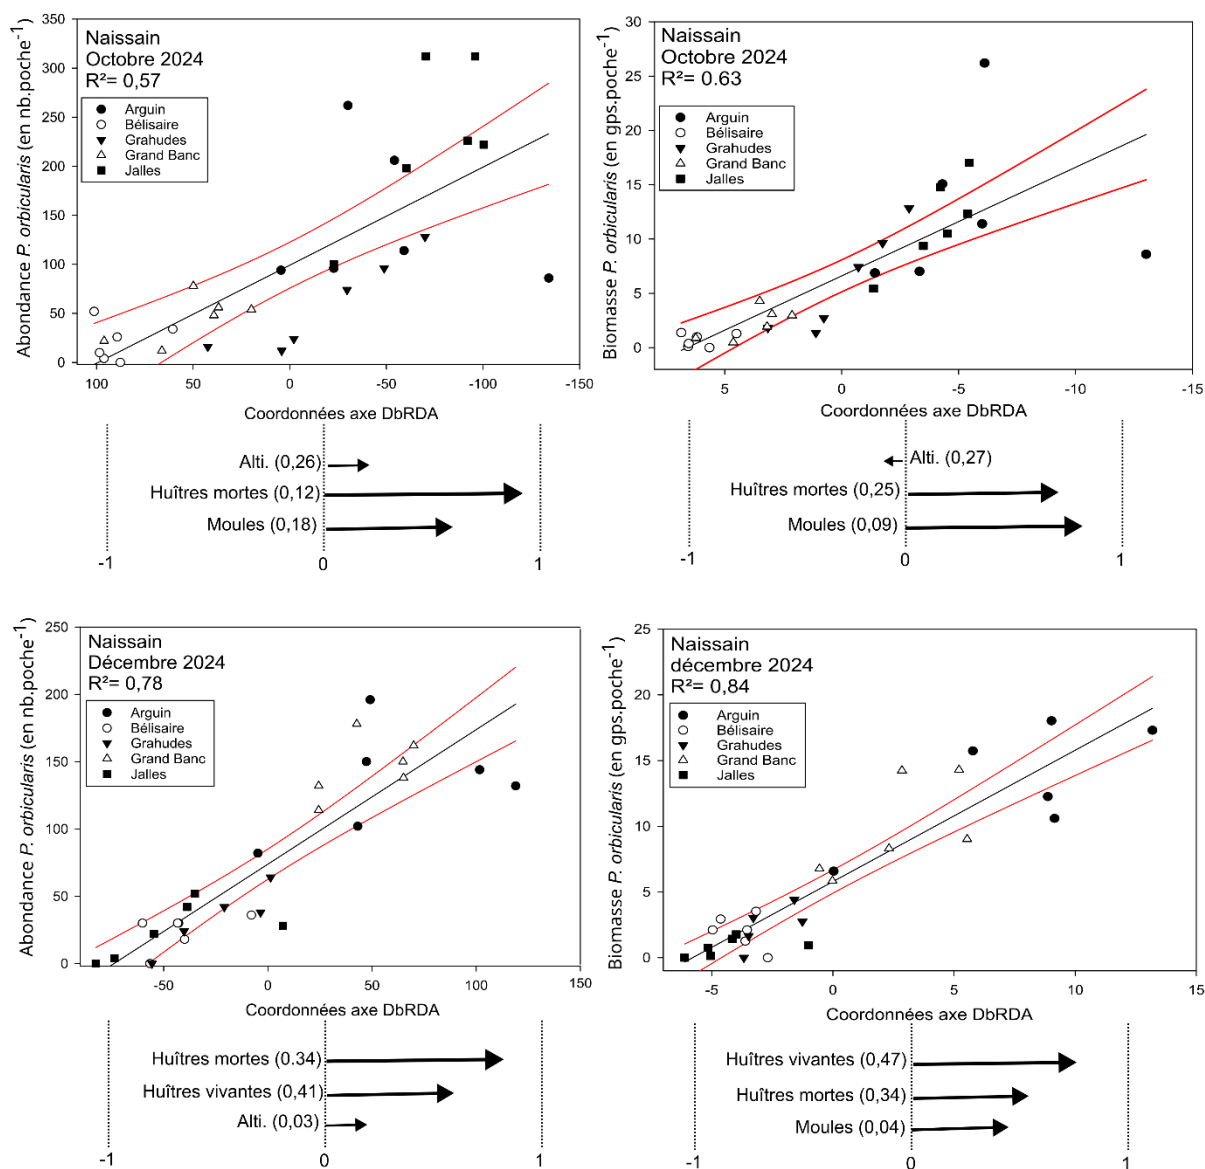 Naissain
Octobre 2024
R²= 0,57
Arguin
Bélisaire
Grahudes
Grand Banc
Jalles
Abondance P. orbicularis (en nb.poche-1)
350
300
250
200
150
100
50
0
100 50 0 -50 -100 -150
Coordonnées axe DbRDA
Alti. (0,26)
Huîtres mortes (0,12)
Moules (0,18)
-1 0 1
Naissain
Octobre 2024
R²= 0.63
Arguin
Bélisaire
Grahudes
Grand Banc
Jalles
Biomasse P. orbicularis (en gps.poche-1)
30
25
20
15
10
5
0
5 0 -5 -10 -15
Coordonnées axe DbRDA
Alti. (0,27)
Huîtres mortes (0,25)
Moules (0,09)
-1 0 1
Naissain
Décembre 2024
R²= 0,78
Arguin
Bélisaire
Grahudes
Grand Banc
Jalles
Abondance P. orbicularis (en nb.poche-1)
250
200
150
100
50
0
-50 0 50 100 150
Coordonnées axe DbRDA
Huîtres mortes (0.34)
Huîtres vivantes (0,41)
Alti. (0,03)
-1 0 1
Naissain
décembre 2024
R²= 0,84
Arguin
Bélisaire
Grahudes
Grand Banc
Jalles
Biomasse P. orbicularis (en gps.poche-1)
25
20
15
10
5
0
-5 0 5 10 15
Coordonnées axe DbRDA
Huîtres vivantes (0,47)
Huîtres mortes (0,34)
Moules (0,04)
-1 0 1